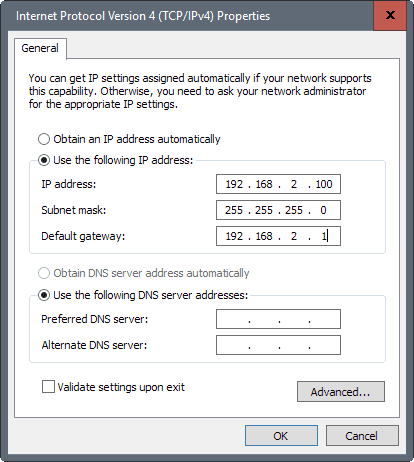 Internet Protocol Version 4 (TCP/IPv4) Properties
X
General
You can get IP settings assigned automatically if your network supports
this capability. Otherwise, you need to ask your network administrator
for the appropriate IP settings.
Obtain an IP address automatically
Use the following IP address:
IP address: 192 . 168 . 2 . 100
Subnet mask: 255 . 255 . 255 . 0
Default gateway: 192 . 168 . 2 . 1
Obtain DNS server address automatically
Use the following DNS server addresses:
Preferred DNS server: . . .
Alternate DNS server: . . .
Validate settings upon exit
Advanced...
OK Cancel